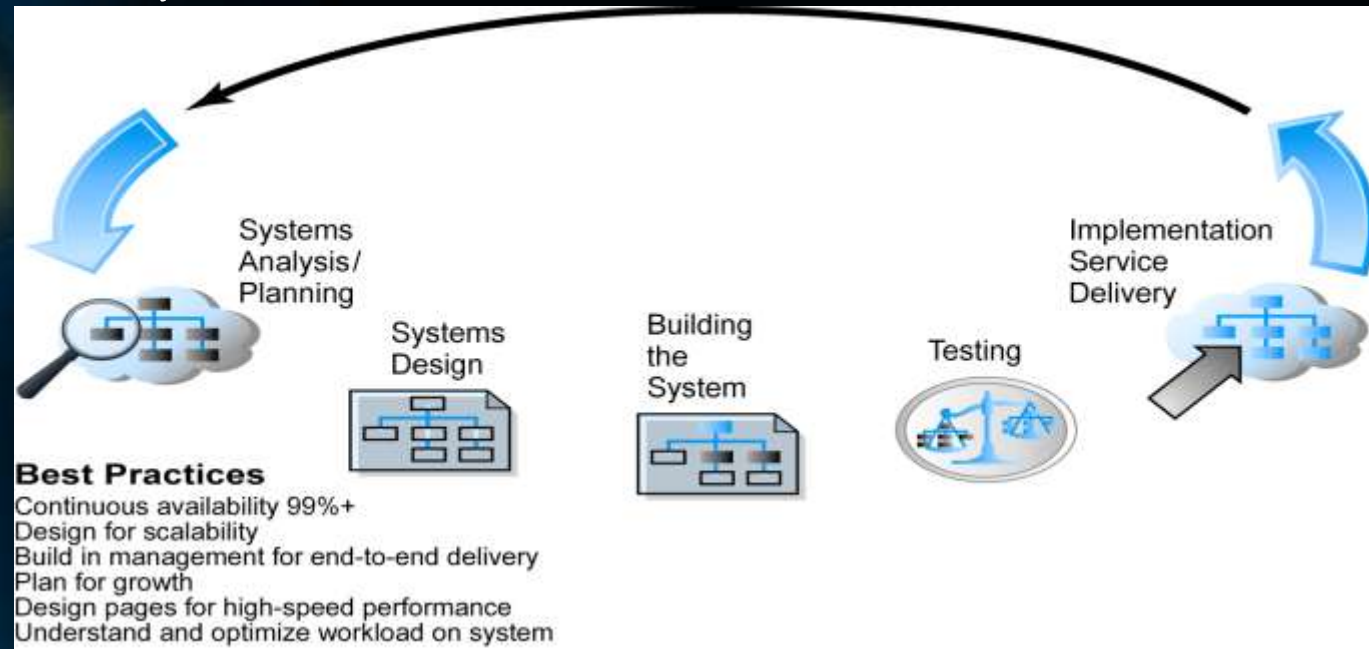 Systems
Analysis/
Planning
Systems
Design
Building
the
System
Testing
Implementation
Service
Delivery
Best Practices
Continuous availability 99%+
Design for scalability
Build in management for end-to-end delivery
Plan for growth
Design pages for high-speed performance
Understand and optimize workload on system